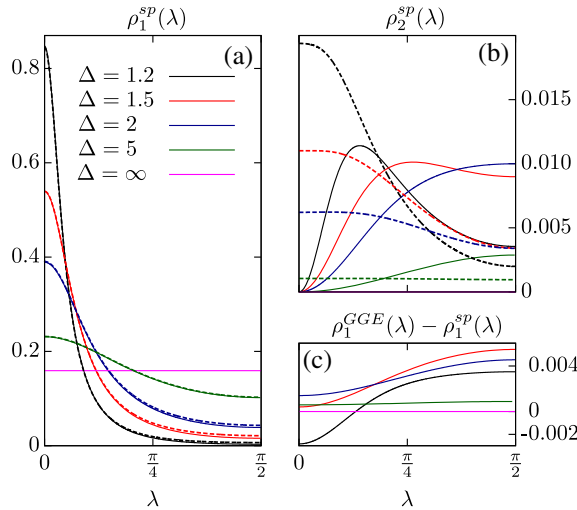 ρ₁ˢᵖ(λ)
(a)
0.8
0.6
0.4
0.2
0
Δ = 1.2
Δ = 1.5
Δ = 2
Δ = 5
Δ = ∞
0
π/4
π/2
λ
ρ₂ˢᵖ(λ)
(b)
0.015
0.010
0.005
0
ρ₁ᴳᴳᴱ(λ) − ρ₁ˢᵖ(λ)
(c)
0.004
0
-0.002
0
π/4
π/2
λ